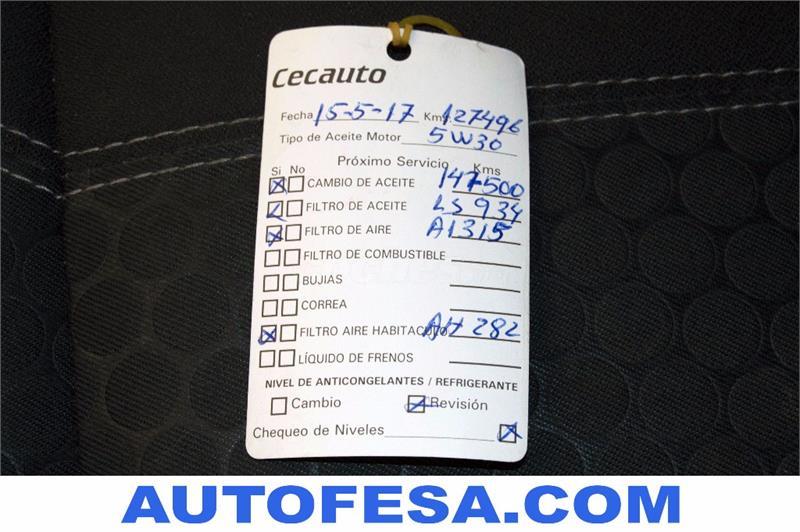 Cecauto
Fecha 15-5-17 Kms. 127496
Tipo de Aceite Motor 5W30
Próximo Servicio
Si No Kms
CAMBIO DE ACEITE 147500
FILTRO DE ACEITE LS 934
FILTRO DE AIRE A1315
FILTRO DE COMBUSTIBLE
BUJIAS
CORREA
FILTRO AIRE HABITACULO AH 282
LÍQUIDO DE FRENOS
NIVEL DE ANTICONGELANTES / REFRIGERANTE
Cambio Revisión
Chequeo de Niveles
AUTOFESA.COM